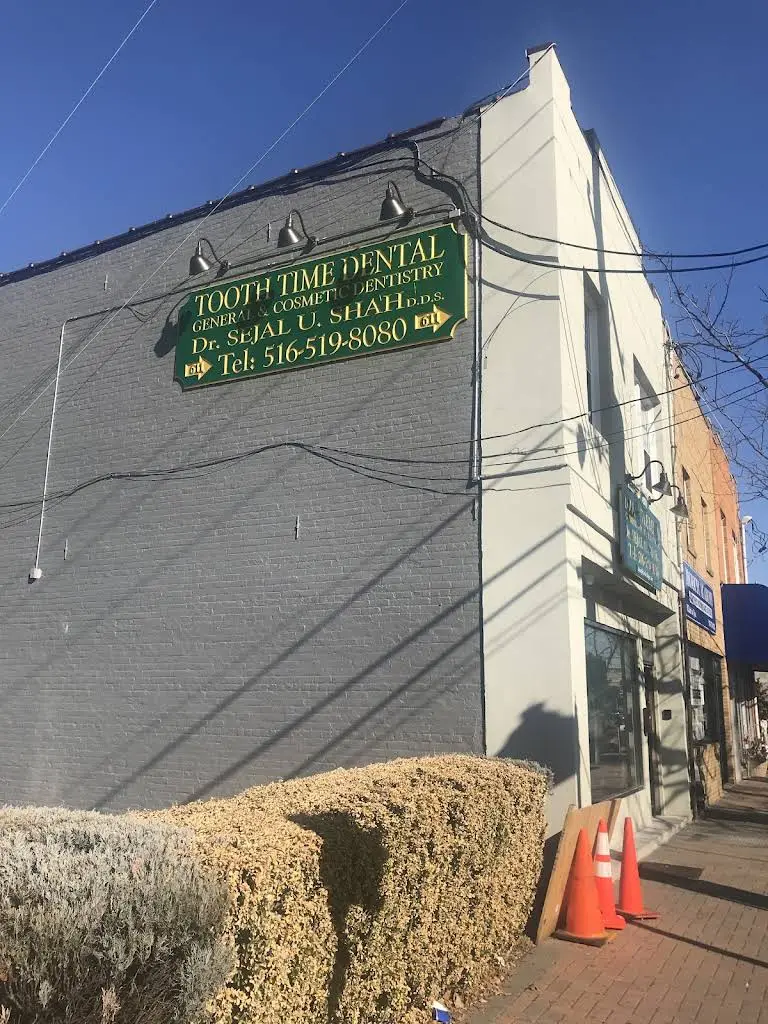 TOOTH TIME DENTAL
GENERAL & COSMETIC DENTISTRY
Dr. SEJAL U. SHAH D.D.S.
611 Tel: 516-519-8080 611